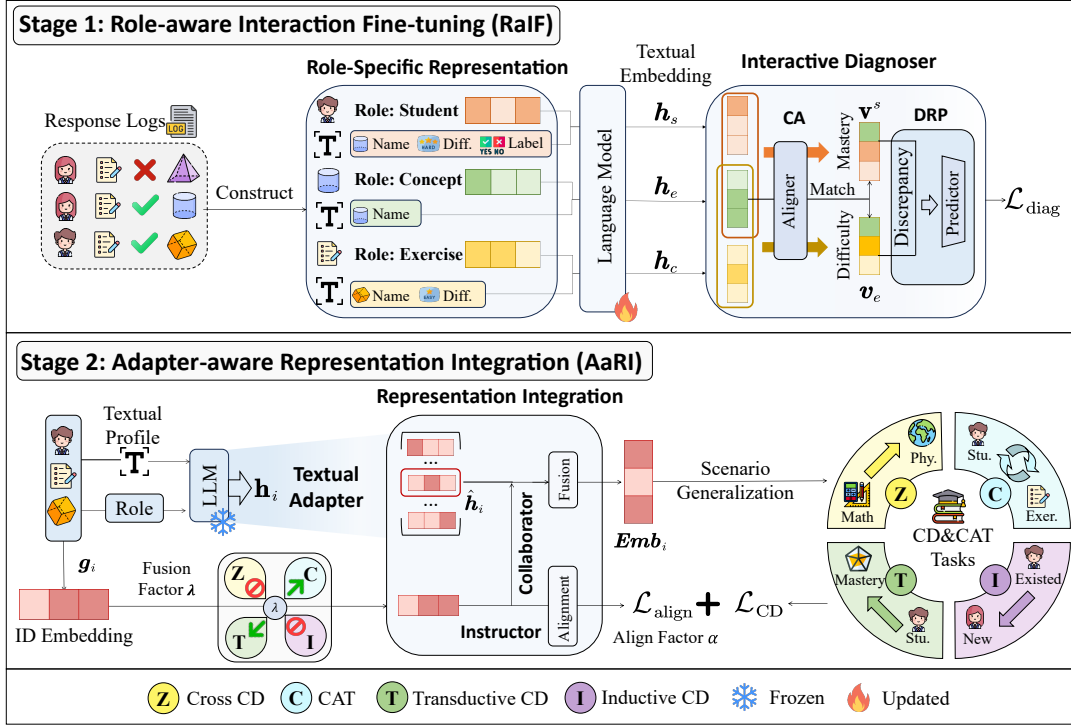 Stage 1: Role-aware Interaction Fine-tuning (RaIF)
Response Logs
LOG
Construct
Role-Specific Representation
Role: Student
T Name HARD Diff. YES NO Label
Role: Concept
T Name
Role: Exercise
T Name EASY Diff.
Language Model
Textual
Embedding
h_s
h_e
h_c
Interactive Diagnoser
CA
Aligner
Match
Mastery
v^s
Difficulty
v_e
DRP
Discrepancy
Predictor
L_diag
Stage 2: Adapter-aware Representation Integration (AaRI)
Textual
Profile
T
Role
LLM
h_i
Textual
Adapter
g_i
ID Embedding
Fusion
Factor λ
Z
C
λ
T
I
Representation Integration
...
ĥ_i
...
Collaborator
Instructor
Fusion
Alignment
Emb_i
L_align + L_CD
Align Factor α
Scenario
Generalization
Phy.
Math
Z
Stu.
Exer.
C
CD&CAT
Tasks
Mastery
Stu.
T
Existed
New
I
Z Cross CD C CAT T Transductive CD I Inductive CD Frozen Updated